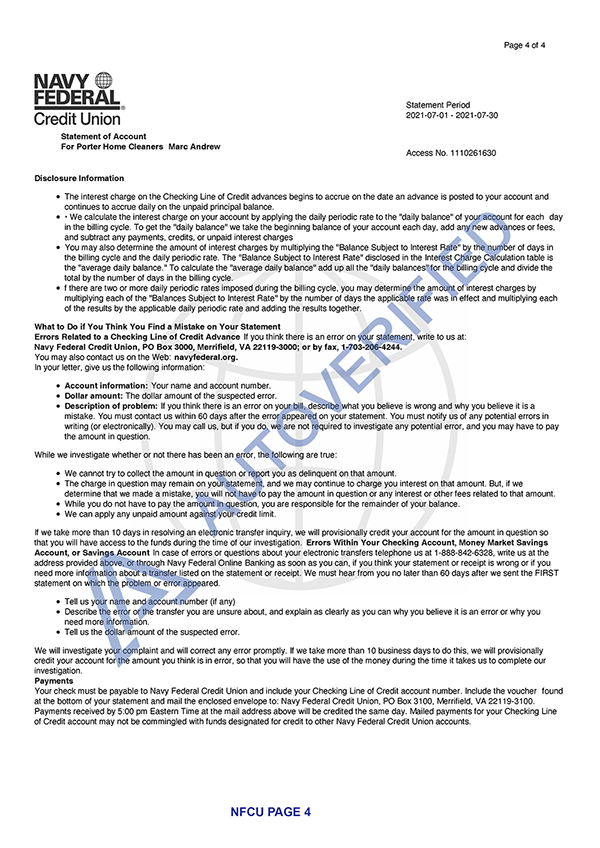 Page 4 of 4
NAVY
FEDERAL®
Credit Union
Statement Period
2021-07-01 - 2021-07-30
Statement of Account
For Porter Home Cleaners Marc Andrew
Access No. 1110261630
Disclosure Information
• The interest charge on the Checking Line of Credit advances begins to accrue on the date an advance is posted to your account and
continues to accrue daily on the unpaid principal balance.
• - We calculate the interest charge on your account by applying the daily periodic rate to the "daily balance" of your account for each day
in the billing cycle. To get the "daily balance" we take the beginning balance of your account each day, add any new advances or fees,
and subtract any payments, credits, or unpaid interest charges
• You may also determine the amount of interest charges by multiplying the "Balance Subject to Interest Rate" by the number of days in
the billing cycle and the daily periodic rate. The "Balance Subject to Interest Rate" disclosed in the Interest Charge Calculation table is
the "average daily balance." To calculate the "average daily balance" add up all the "daily balances" for the billing cycle and divide the
total by the number of days in the billing cycle.
• f there are two or more daily periodic rates imposed during the billing cycle, you may determine the amount of interest charges by
multiplying each of the "Balances Subject to Interest Rate" by the number of days the applicable rate was in effect and multiplying each
of the results by the applicable daily periodic rate and adding the results together.
What to Do if You Think You Find a Mistake on Your Statement
Errors Related to a Checking Line of Credit Advance If you think there is an error on your statement, write to us at:
Navy Federal Credit Union, PO Box 3000, Merrifield, VA 22119-3000; or by fax, 1-703-206-4244.
You may also contact us on the Web: navyfederal.org.
In your letter, give us the following information:
• Account information: Your name and account number.
• Dollar amount: The dollar amount of the suspected error.
• Description of problem: If you think there is an error on your bill, describe what you believe is wrong and why you believe it is a
mistake. You must contact us within 60 days after the error appeared on your statement. You must notify us of any potential errors in
writing (or electronically). You may call us, but if you do, we are not required to investigate any potential error, and you may have to pay
the amount in question.
While we investigate whether or not there has been an error, the following are true:
• We cannot try to collect the amount in question or report you as delinquent on that amount.
• The charge in question may remain on your statement, and we may continue to charge you interest on that amount. But, if we
determine that we made a mistake, you will not have to pay the amount in question or any interest or other fees related to that amount.
• While you do not have to pay the amount in question, you are responsible for the remainder of your balance.
• We can apply any unpaid amount against your credit limit.
If we take more than 10 days in resolving an electronic transfer inquiry, we will provisionally credit your account for the amount in question so
that you will have access to the funds during the time of our investigation. Errors Within Your Checking Account, Money Market Savings
Account, or Savings Account In case of errors or questions about your electronic transfers telephone us at 1-888-842-6328, write us at the
address provided above, or through Navy Federal Online Banking as soon as you can, if you think your statement or receipt is wrong or if you
need more information about a transfer listed on the statement or receipt. We must hear from you no later than 60 days after we sent the FIRST
statement on which the problem or error appeared.
• Tell us your name and account number (if any)
• Describe the error or the transfer you are unsure about, and explain as clearly as you can why you believe it is an error or why you
need more information.
• Tell us the dollar amount of the suspected error.
We will investigate your complaint and will correct any error promptly. If we take more than 10 business days to do this, we will provisionally
credit your account for the amount you think is in error, so that you will have the use of the money during the time it takes us to complete our
investigation.
Payments
Your check must be payable to Navy Federal Credit Union and include your Checking Line of Credit account number. Include the voucher found
at the bottom of your statement and mail the enclosed envelope to: Navy Federal Credit Union, PO Box 3100, Merrifield, VA 22119-3100.
Payments received by 5:00 pm Eastern Time at the mail address above will be credited the same day. Mailed payments for your Checking Line
of Credit account may not be commingled with funds designated for credit to other Navy Federal Credit Union accounts.
AUTOVERIFIED
NFCU PAGE 4